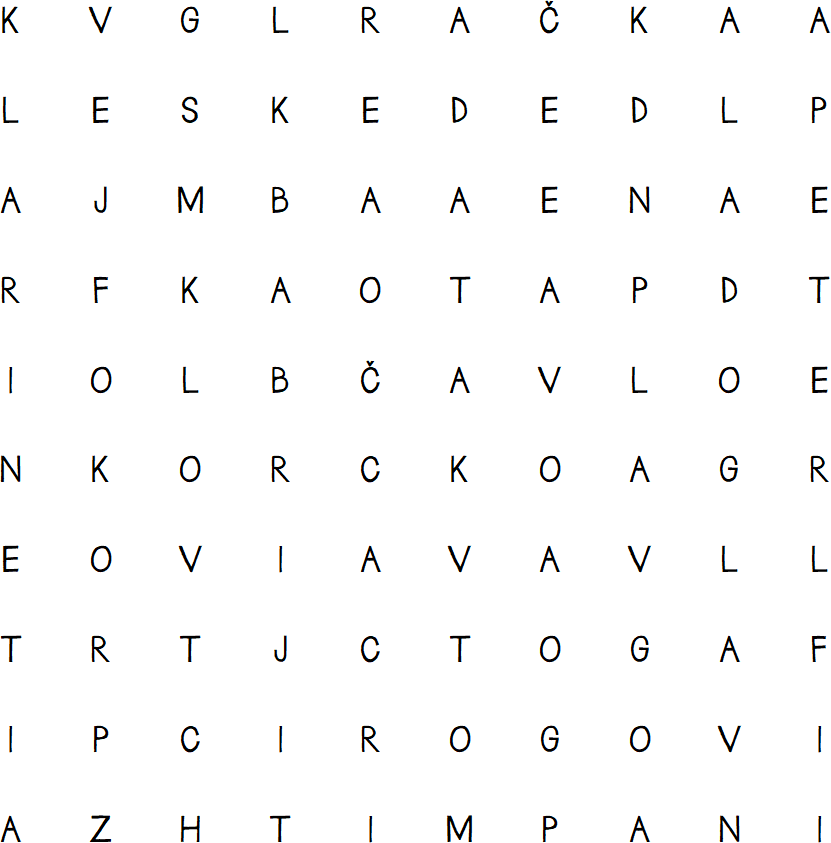 K V G L R A Č K A A
L E S K E D E D L P
A J M B A A E N A E
R F K A O T A P D T
I O L B Č A V L O E
N K O R C K O A G R
E O V I A V A V L L
T R T J C T O G A F
I P C I R O G O V I
A Z H T I M P A N I